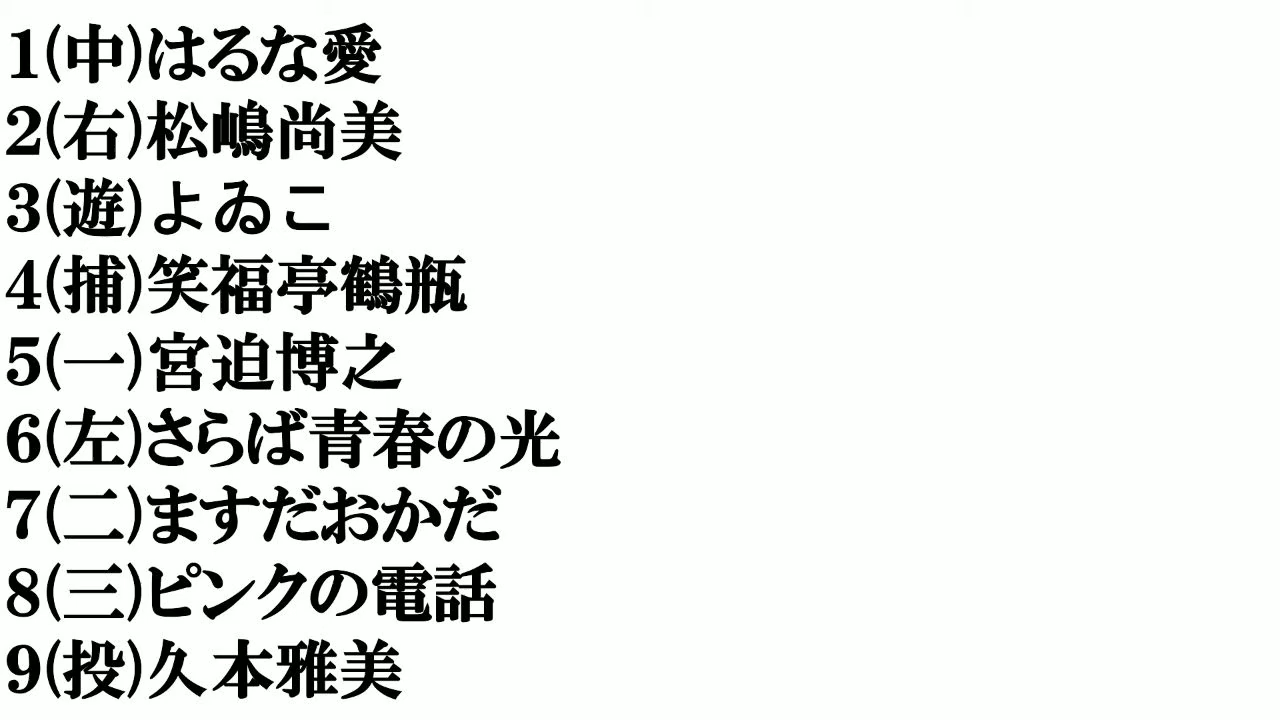 1(中)はるな愛
2(右)松嶋尚美
3(遊)よゐこ
4(捕)笑福亭鶴瓶
5(一)宮迫博之
6(左)さらば青春の光
7(二)ますだおかだ
8(三)ピンクの電話
9(投)久本雅美